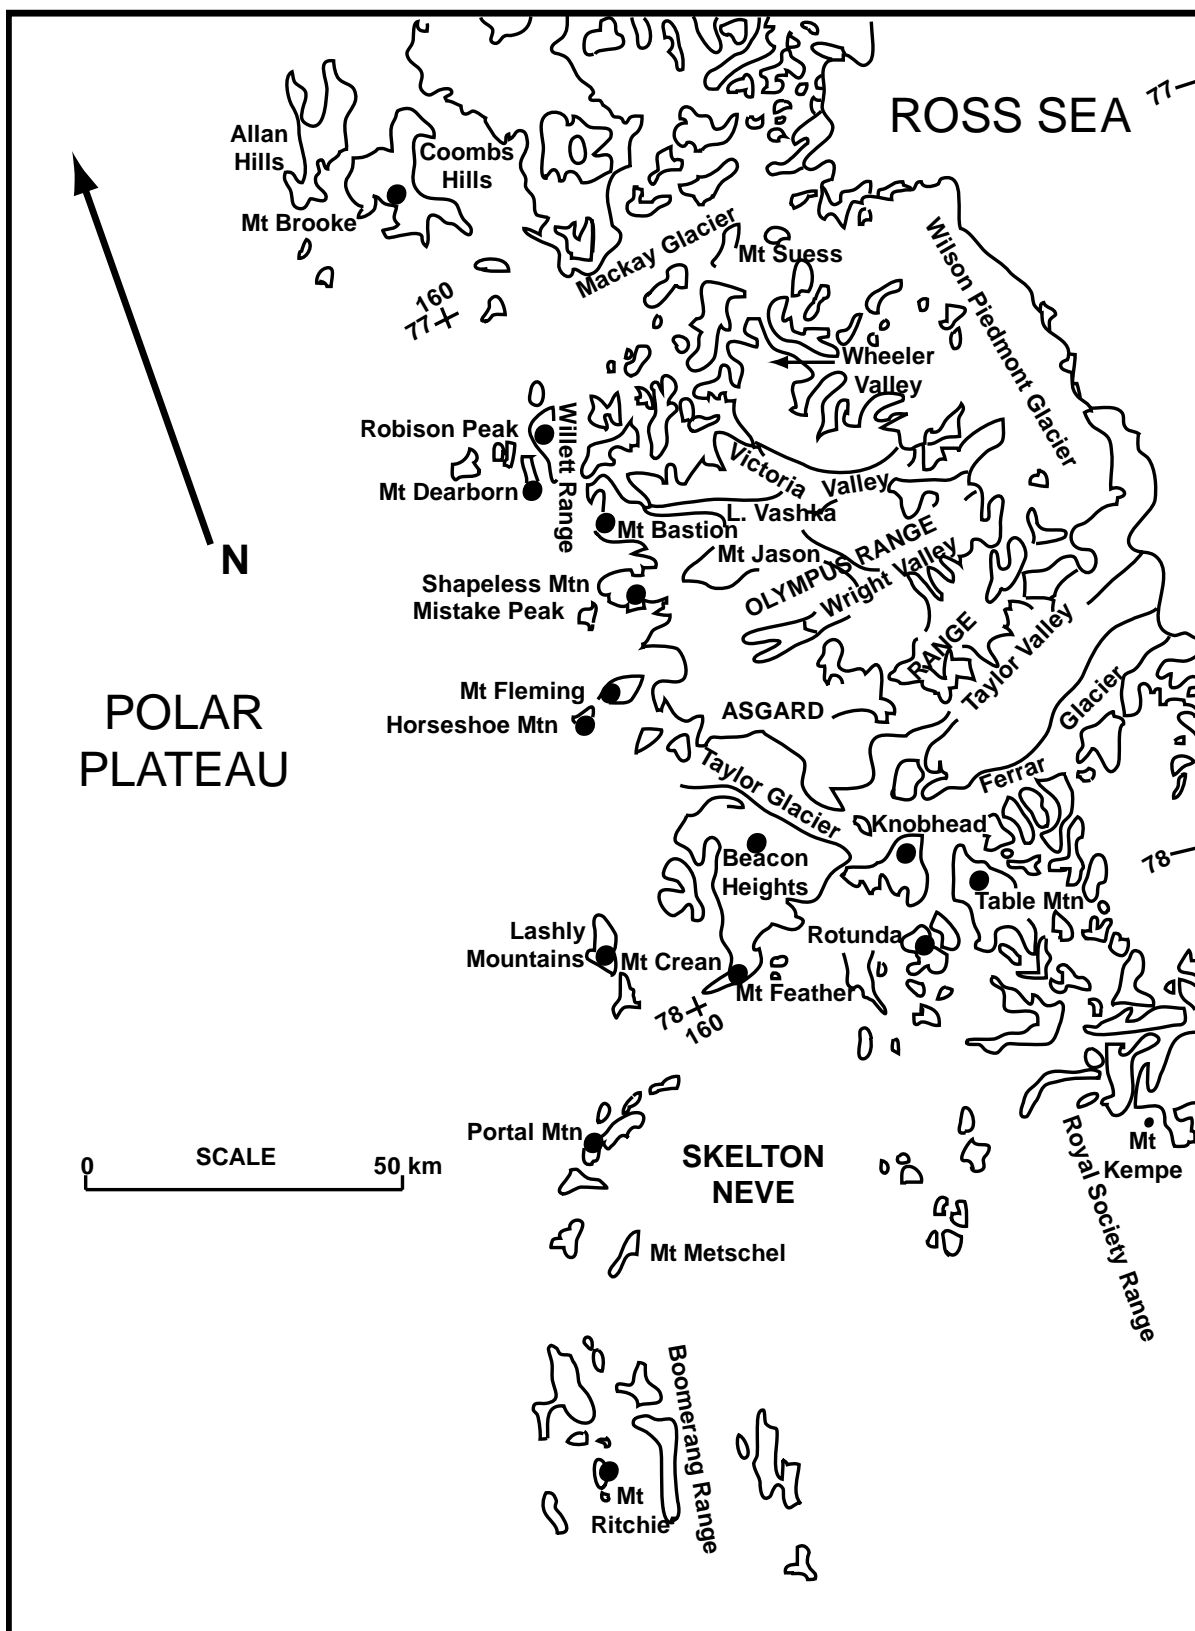 77
ROSS SEA
Allan
Hills
Coombs
Hills
Mt Brooke
Mackay Glacier
Mt Suess
Wilson Piedmont Glacier
160
77
Wheeler
Valley
Robison Peak
Willett Range
Mt Dearborn
Victoria Valley
L. Vashka
Mt Bastion
Mt Jason
OLYMPUS RANGE
Wright Valley
N
Shapeless Mtn
Mistake Peak
RANGE
Taylor Valley
Mt Fleming
ASGARD
Horseshoe Mtn
POLAR
PLATEAU
Glacier
Ferrar
Taylor Glacier
Knobhead
78
Beacon
Heights
Table Mtn
Lashly
Mountains
Mt Crean
Rotunda
Mt Feather
78
160
Portal Mtn
SKELTON
NEVE
Mt
Kempe
Royal Society Range
SCALE
0
50 km
Mt Metschel
Boomerang Range
Mt
Ritchie